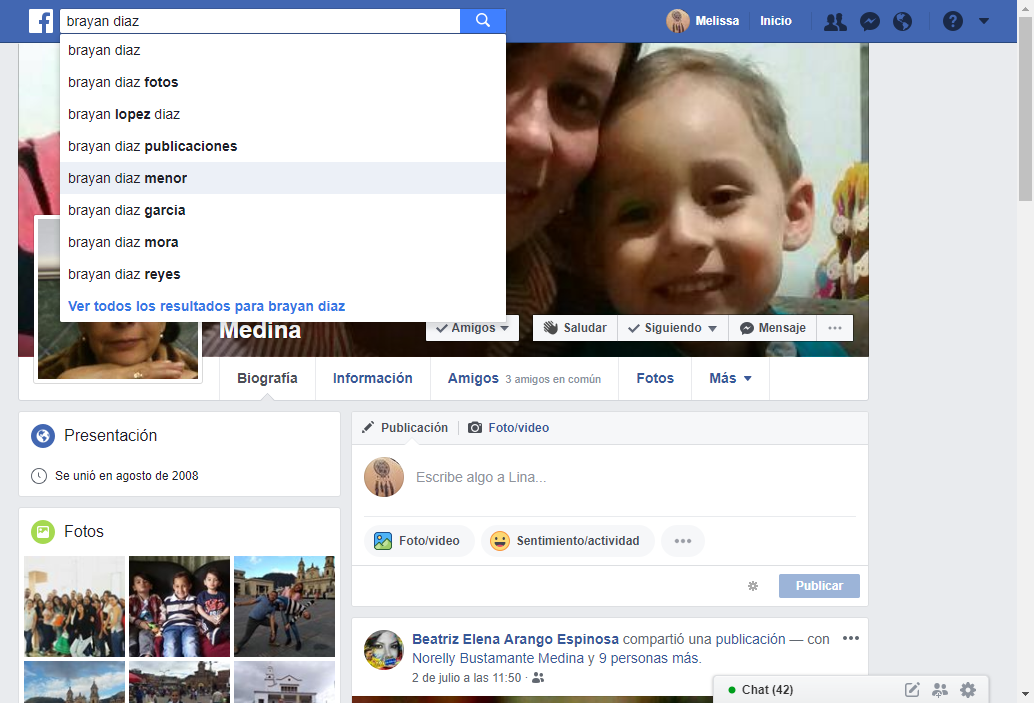 brayan diaz
Melissa
Inicio
brayan diaz
brayan diaz fotos
brayan lopez diaz
brayan diaz publicaciones
brayan diaz menor
brayan diaz garcia
brayan diaz mora
brayan diaz reyes
Ver todos los resultados para brayan diaz
Medina
Amigos
Saludar
Siguiendo
Mensaje
Biografía
Información
Amigos 3 amigos en común
Fotos
Más
Presentación
Se unió en agosto de 2008
Fotos
Publicación
Foto/video
Escribe algo a Lina...
Foto/video
Sentimiento/actividad
Publicar
Beatriz Elena Arango Espinosa compartió una publicación — con
Norelly Bustamante Medina y 9 personas más.
2 de julio a las 11:50 ·
Chat (42)